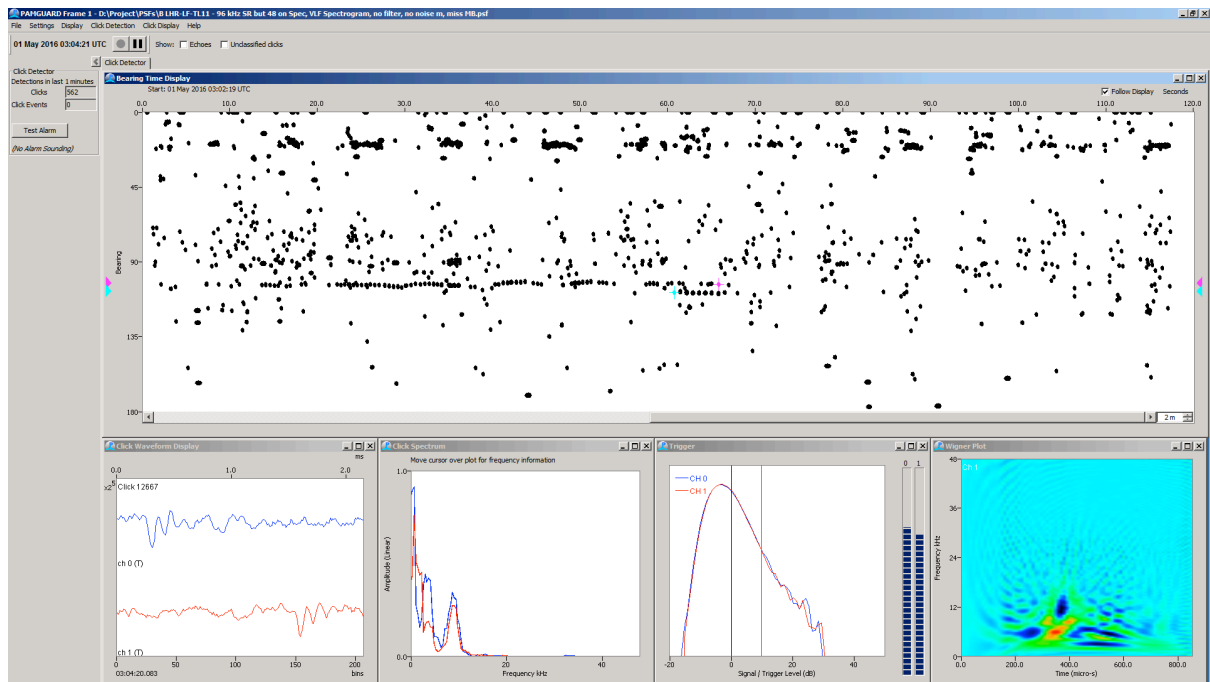 PAMGUARD Frame 1 - D:\Project\PSFs\B LHR-LF-TL11 - 96 kHz SR but 48 on Spec, VLF Spectrogram, no filter, no noise m, miss MB.psf
File Settings Display Click Detection Click Display Help
01 May 2016 03:04:21 UTC Show: Echoes Unclassified clicks
Click Detector
Click Detector
Detections in last 1 minutes
Clicks 562
Click Events 0
Test Alarm
(No Alarm Sounding)
Bearing Time Display
Start: 01 May 2016 03:02:19 UTC
Follow Display Seconds
0.0 10.0 20.0 30.0 40.0 50.0 60.0 70.0 80.0 90.0 100.0 110.0 120.0
0
45
90
135
180
Bearing
2 m
Click Waveform Display
ms
0.0 1.0 2.0
x2^5
Click 12667
ch 0 (T)
ch 1 (T)
0 50 100 150 200
03:04:20.083 bins
Click Spectrum
Move cursor over plot for frequency information
1.0
Amplitude (Linear)
0.0
0 20 40
Frequency kHz
Trigger
CH 0
CH 1
-20 0 20 40
Signal / Trigger Level (dB)
0 1
Wigner Plot
Ch 1
48
36
24
12
0
Frequency kHz
0.0 200.0 400.0 600.0 800.0
Time (micro-s)